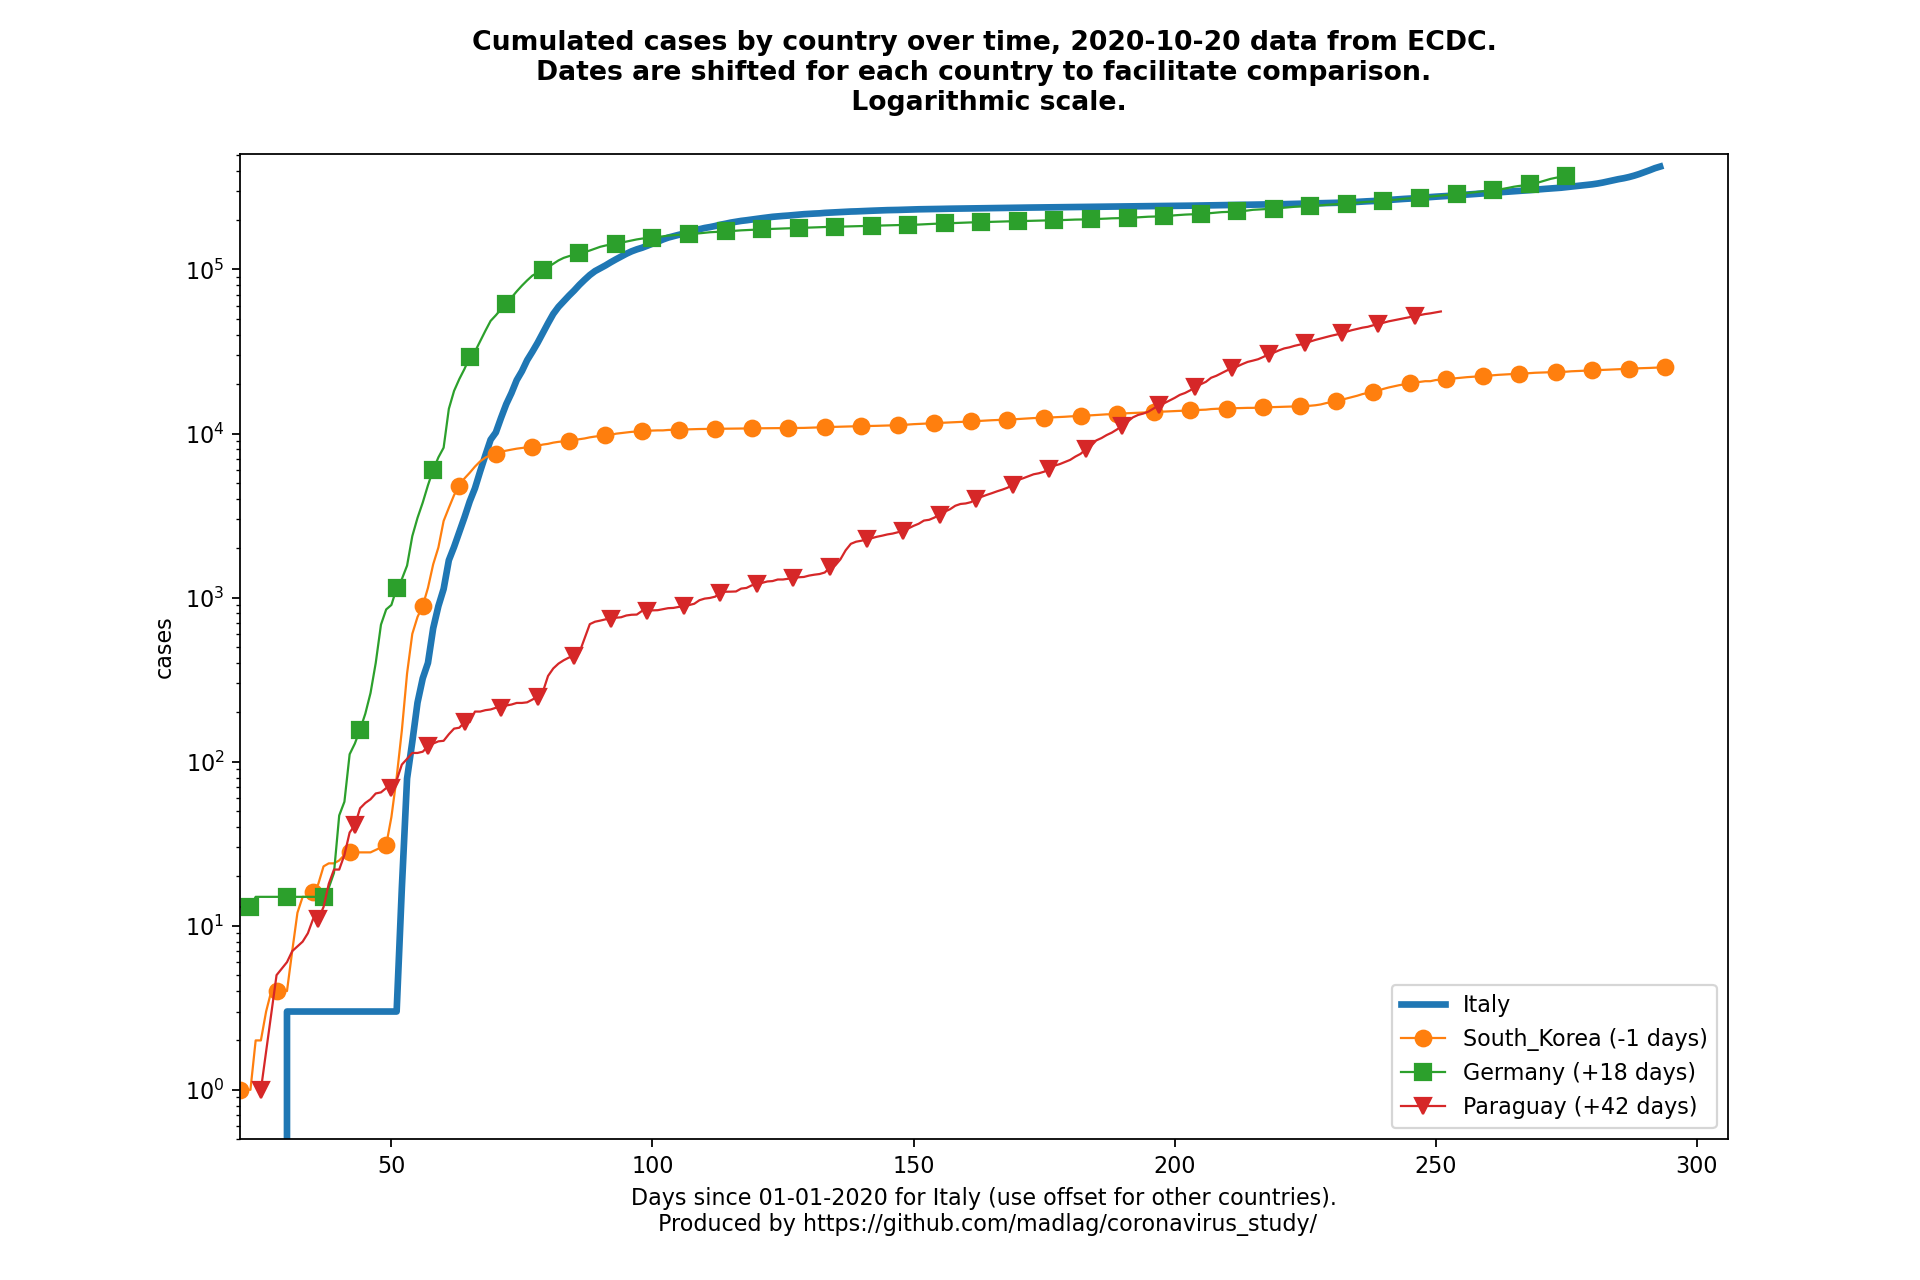 Cumulated cases by country over time, 2020-10-20 data from ECDC.
Dates are shifted for each country to facilitate comparison.
Logarithmic scale.
cases
10^5
10^4
10^3
10^2
10^1
10^0
50
100
150
200
250
300
Italy
South_Korea (-1 days)
Germany (+18 days)
Paraguay (+42 days)
Days since 01-01-2020 for Italy (use offset for other countries).
Produced by https://github.com/madlag/coronavirus_study/